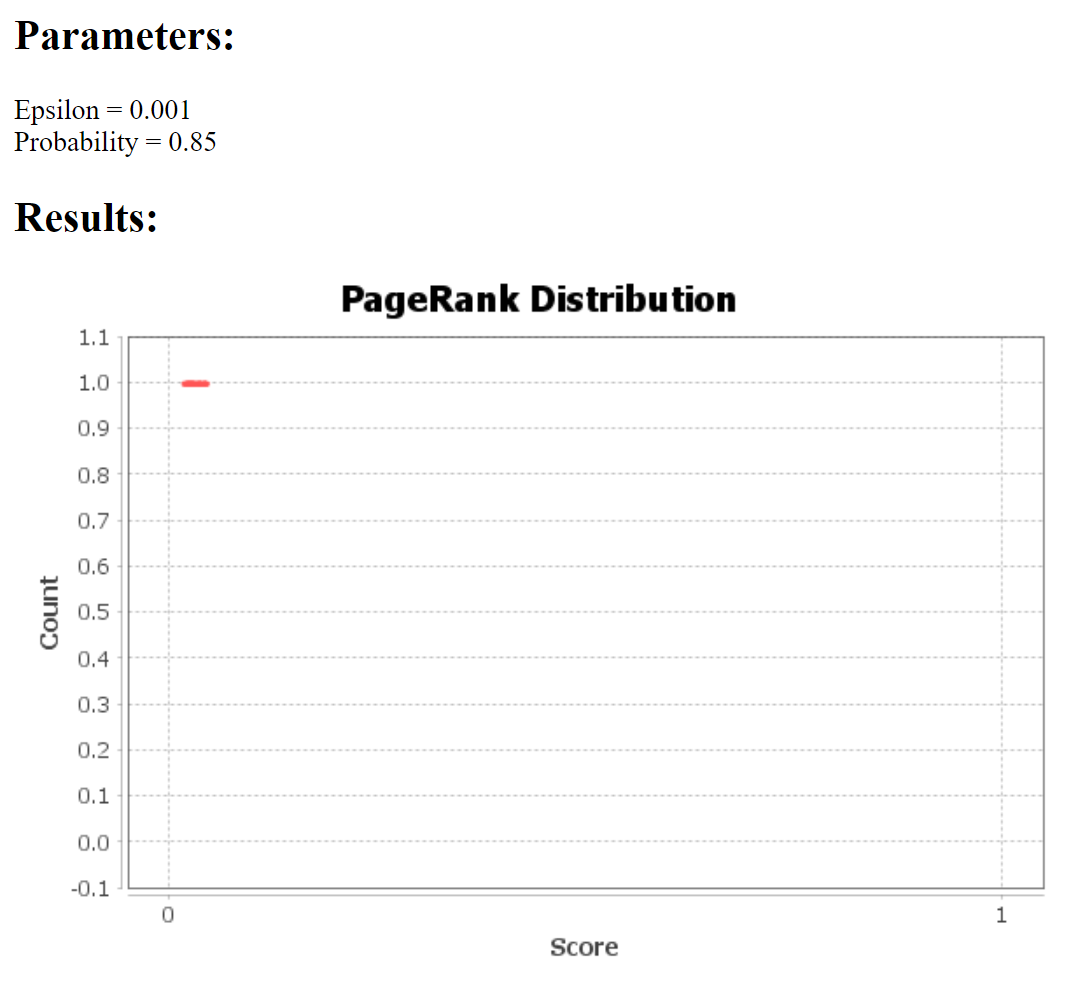 Parameters:
Epsilon = 0.001
Probability = 0.85
Results:
PageRank Distribution
1.1
1.0
0.9
0.8
0.7
0.6
0.5
0.4
0.3
0.2
0.1
0.0
-0.1
Count
0 1
Score